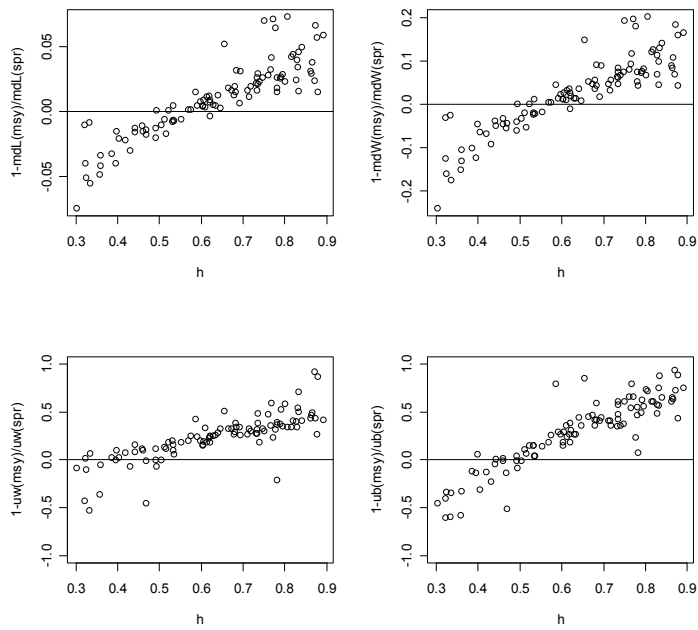 1-mdL(msy)/mdL(spr)
0.05
0.00
-0.05
0.3 0.4 0.5 0.6 0.7 0.8 0.9
h
1-mdW(msy)/mdW(spr)
0.2
0.1
0.0
-0.1
-0.2
0.3 0.4 0.5 0.6 0.7 0.8 0.9
h
1-uw(msy)/uw(spr)
1.0
0.5
0.0
-0.5
-1.0
0.3 0.4 0.5 0.6 0.7 0.8 0.9
h
1-ub(msy)/ub(spr)
1.0
0.5
0.0
-0.5
-1.0
0.3 0.4 0.5 0.6 0.7 0.8 0.9
h